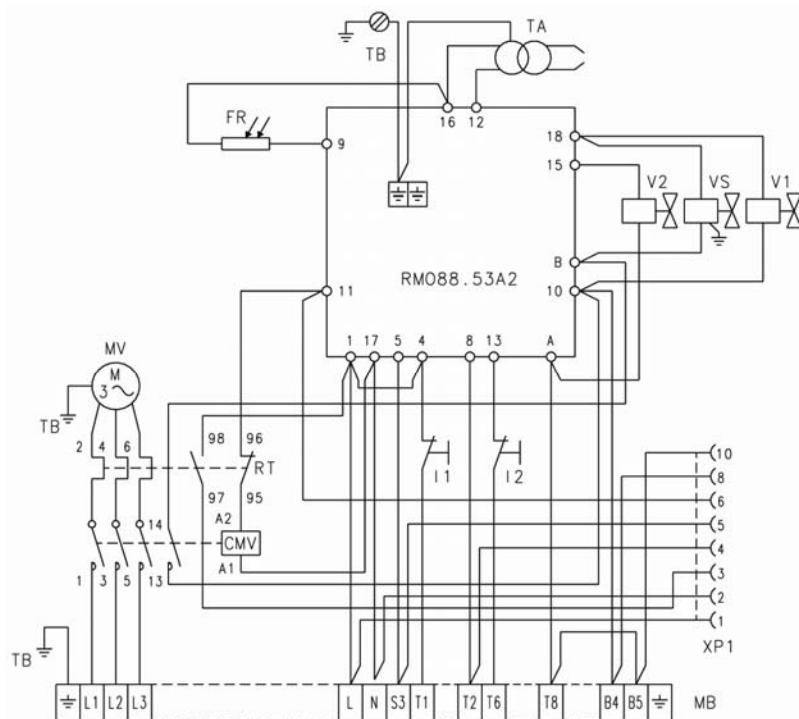 TB
TA
FR
16
12
9
18
15
V2
VS
V1
B
RMO88.53A2
11
10
MV
1
17
5
4
8
13
A
M
3
TB
2
4
6
98
96
RT
I1
I2
10
8
97
95
6
A2
5
14
CMV
4
A1
3
1
3
5
13
2
1
XP1
TB
L1
L2
L3
L
N
S3
T1
T2
T6
T8
B4
B5
MB